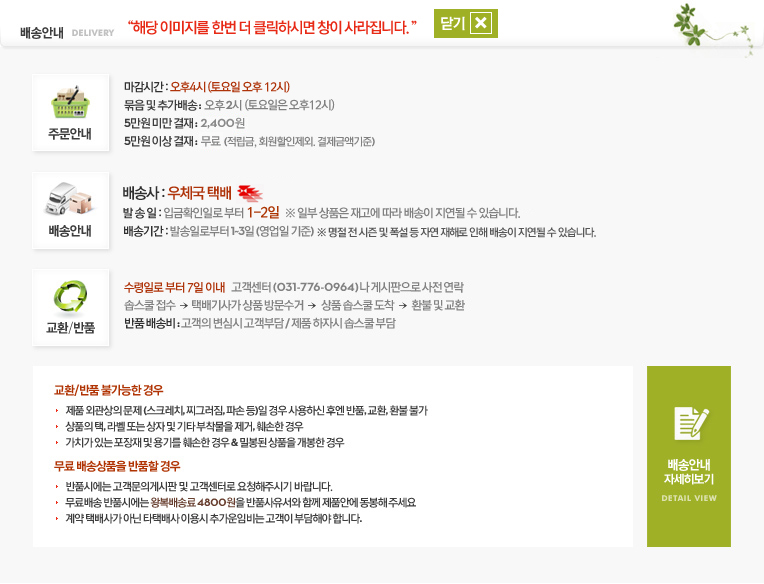 배송안내 DELIVERY “해당 이미지를 한번 더 클릭하시면 창이 사라집니다.” 닫기 X
주문안내
마감시간 : 오후4시 (토요일 오후 12시)
묶음 및 추가배송 : 오후 2시 (토요일은 오후12시)
5만원 미만 결재 : 2,400원
5만원 이상 결재 : 무료 (적립금, 회원할인제외, 결제금액기준)
배송안내
배송사 : 우체국 택배
발 송 일 : 입금확인일로 부터 1-2일 ※ 일부 상품은 재고에 따라 배송이 지연될 수 있습니다.
배송기간 : 발송일로부터 1-3일 (영업일 기준) ※ 명절 전 시즌 및 폭설 등 자연 재해로 인해 배송이 지연될 수 있습니다.
교환/반품
수령일로 부터 7일 이내 고객센터 (031-776-0964) 나 게시판으로 사전 연락
솝스쿨 접수 → 택배기사가 상품 방문수거 → 상품 솝스쿨 도착 → 환불 및 교환
반품 배송비 : 고객의 변심시 고객부담 / 제품 하자시 솝스쿨 부담
교환/반품 불가능한 경우
제품 외관상의 문제 (스크레치, 찌그러짐, 파손 등)일 경우 사용하신 후엔 반품, 교환, 환불 불가
상품의 택, 라벨 또는 상자 및 기타 부착물을 제거, 훼손한 경우
가치가 있는 포장재 및 용기를 훼손한 경우 & 밀봉된 상품을 개봉한 경우
무료 배송상품을 반품할 경우
반품시에는 고객문의게시판 및 고객센터로 요청해주시기 바랍니다.
무료배송 반품시에는 왕복배송료 4800원을 반품사유서와 함께 제품안에 동봉해 주세요
계약 택배사가 아닌 타택배사 이용시 추가운임비는 고객이 부담해야 합니다.
배송안내
자세히보기
DETAIL VIEW